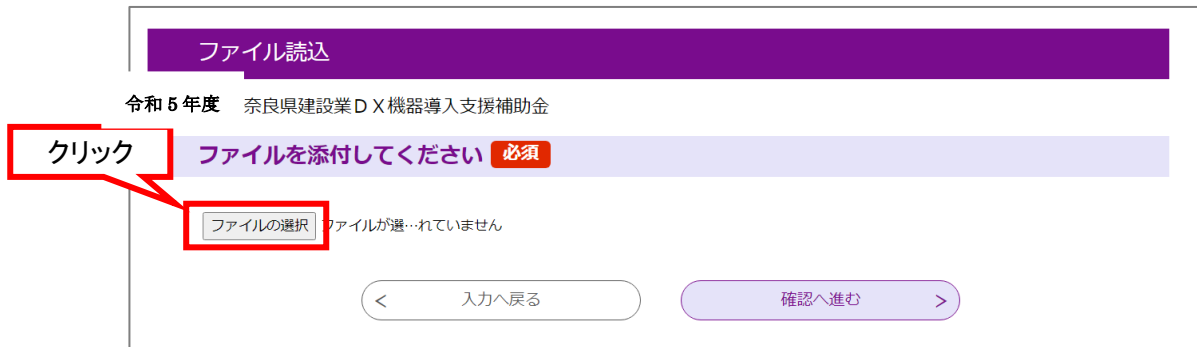 ファイル読込
令和５年度 奈良県建設業ＤＸ機器導入支援補助金
クリック
ファイルを添付してください 必須
ファイルの選択 ファイルが選…れていません
< 入力へ戻る
確認へ進む >